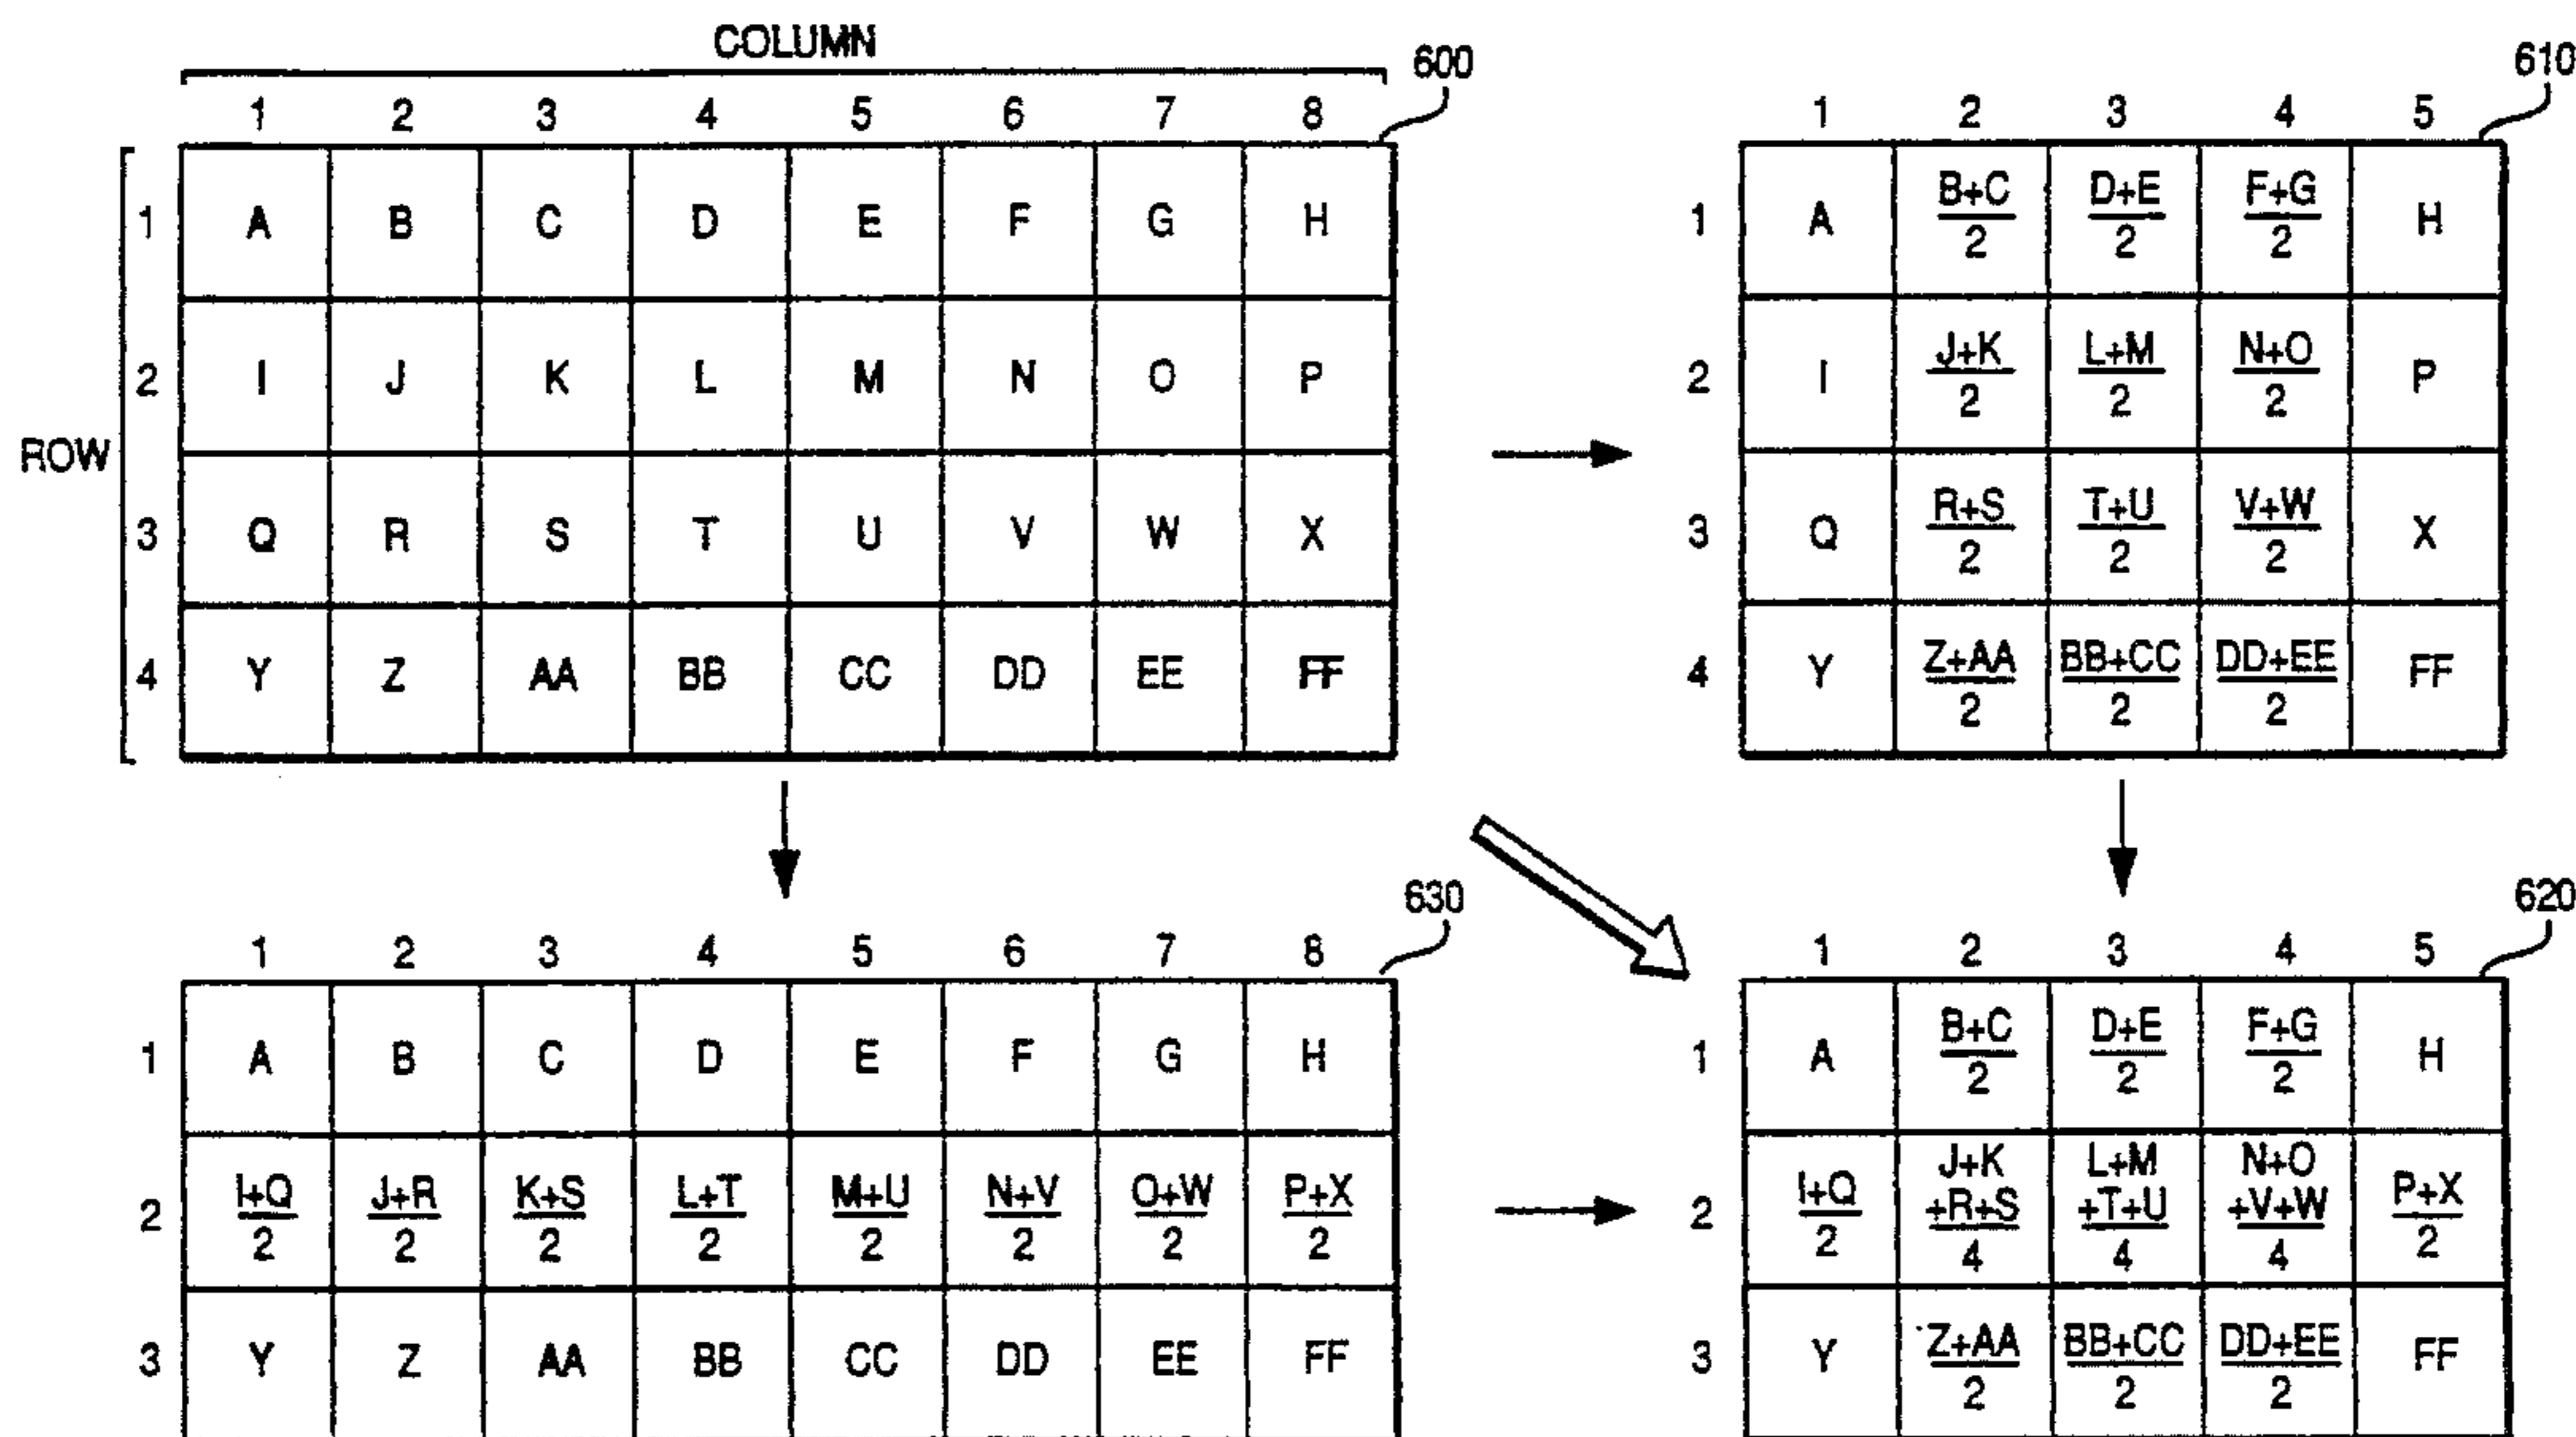 COLUMN
600
1 2 3 4 5 6 7 8
ROW
1 A B C D E F G H
2 I J K L M N O P
3 Q R S T U V W X
4 Y Z AA BB CC DD EE FF
610
1 2 3 4 5
1 A B+C/2 D+E/2 F+G/2 H
2 I J+K/2 L+M/2 N+O/2 P
3 Q R+S/2 T+U/2 V+W/2 X
4 Y Z+AA/2 BB+CC/2 DD+EE/2 FF
630
1 2 3 4 5 6 7 8
1 A B C D E F G H
2 I+Q/2 J+R/2 K+S/2 L+T/2 M+U/2 N+V/2 O+W/2 P+X/2
3 Y Z AA BB CC DD EE FF
620
1 2 3 4 5
1 A B+C/2 D+E/2 F+G/2 H
2 I+Q/2 J+K+R+S/4 L+M+T+U/4 N+O+V+W/4 P+X/2
3 Y Z+AA/2 BB+CC/2 DD+EE/2 FF